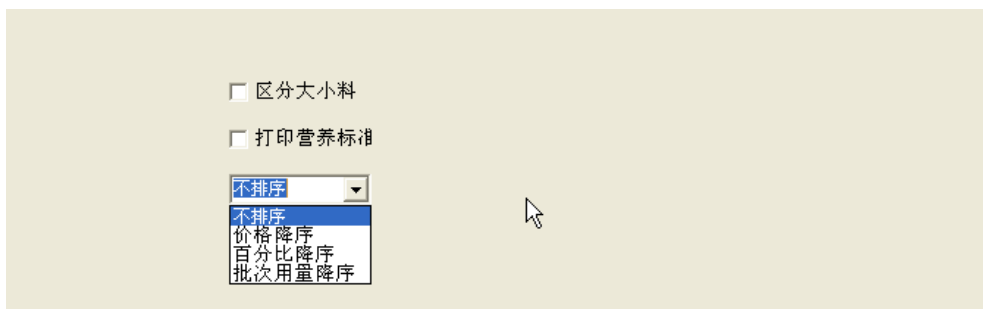 区分大小料
打印营养标准
不排序
不排序
价格降序
百分比降序
批次用量降序